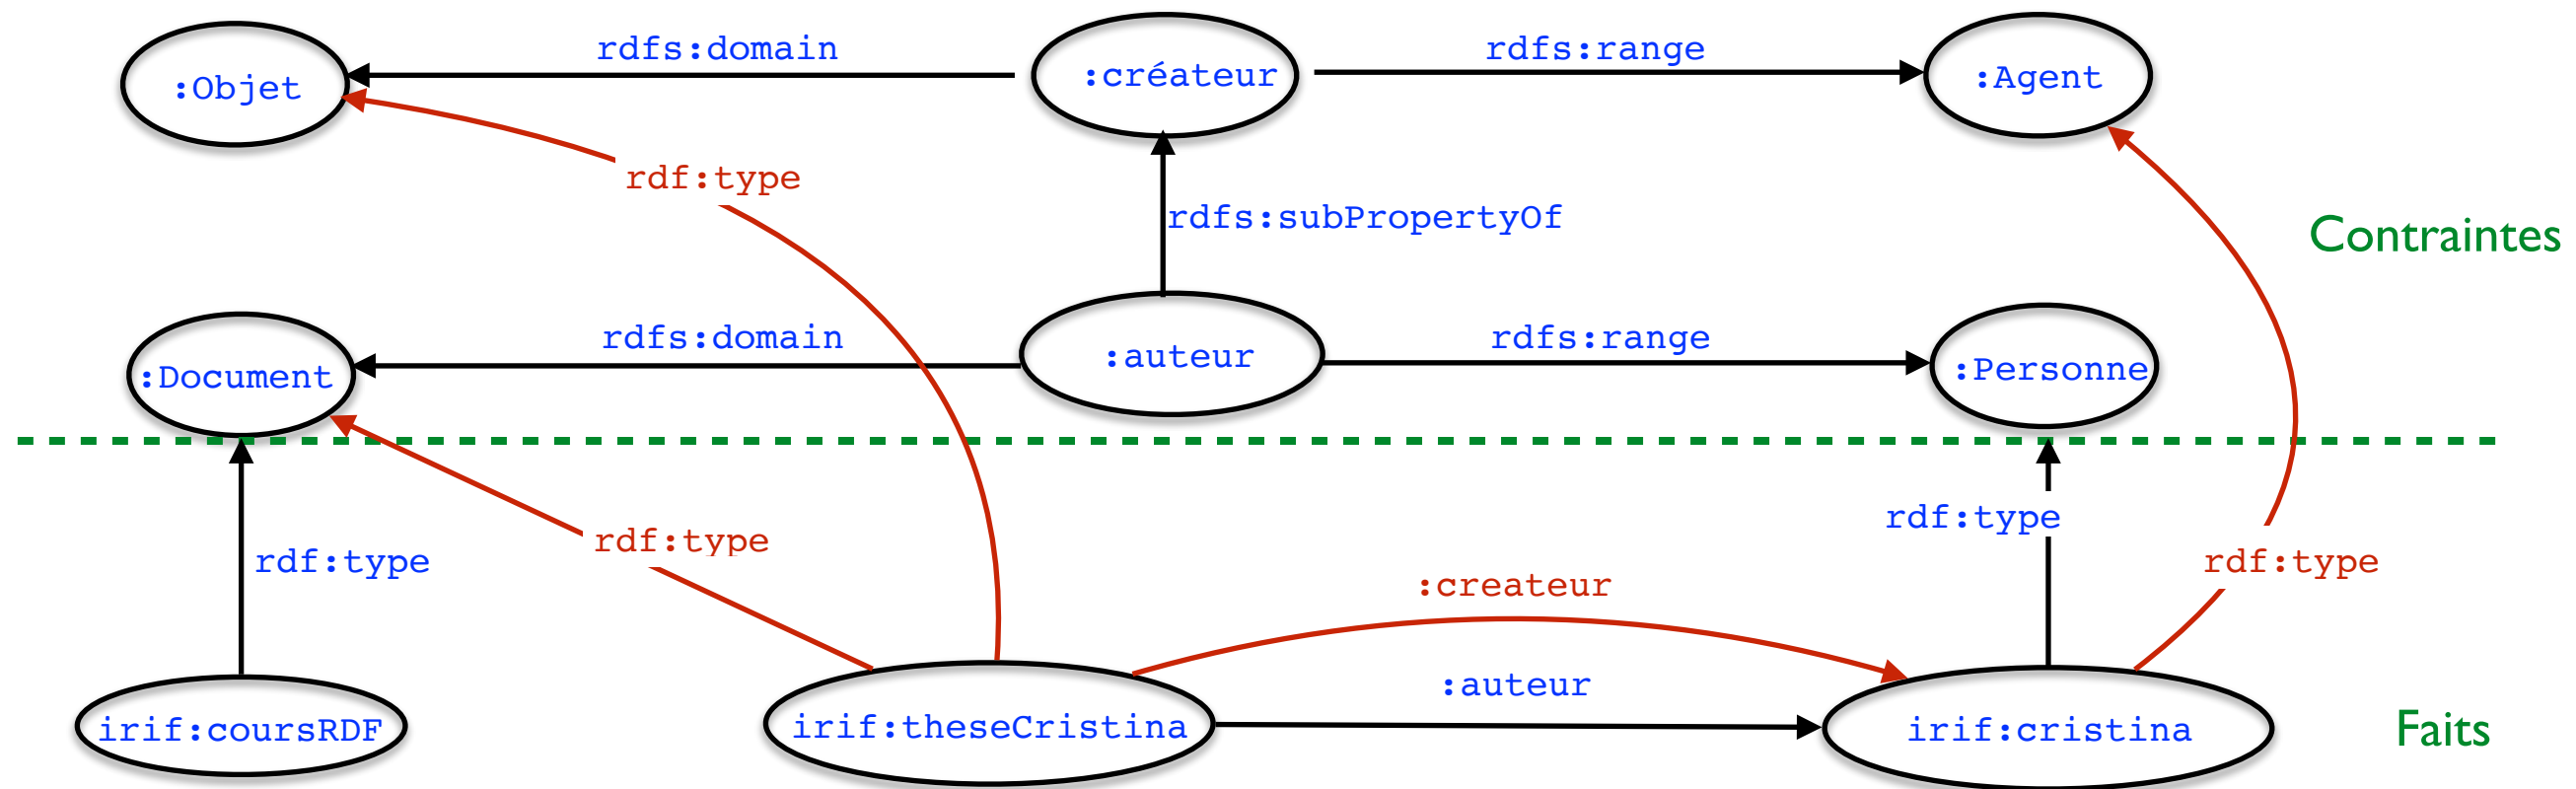 rdfs:domain
rdfs:range
:Objet
:créateur
:Agent
rdf:type
rdfs:subPropertyOf
Contraintes
rdfs:domain
rdfs:range
:Document
:auteur
:Personne
rdf:type
rdf:type
rdf:type
rdf:type
:createur
:auteur
irif:coursRDF
irif:theseCristina
irif:cristina
Faits